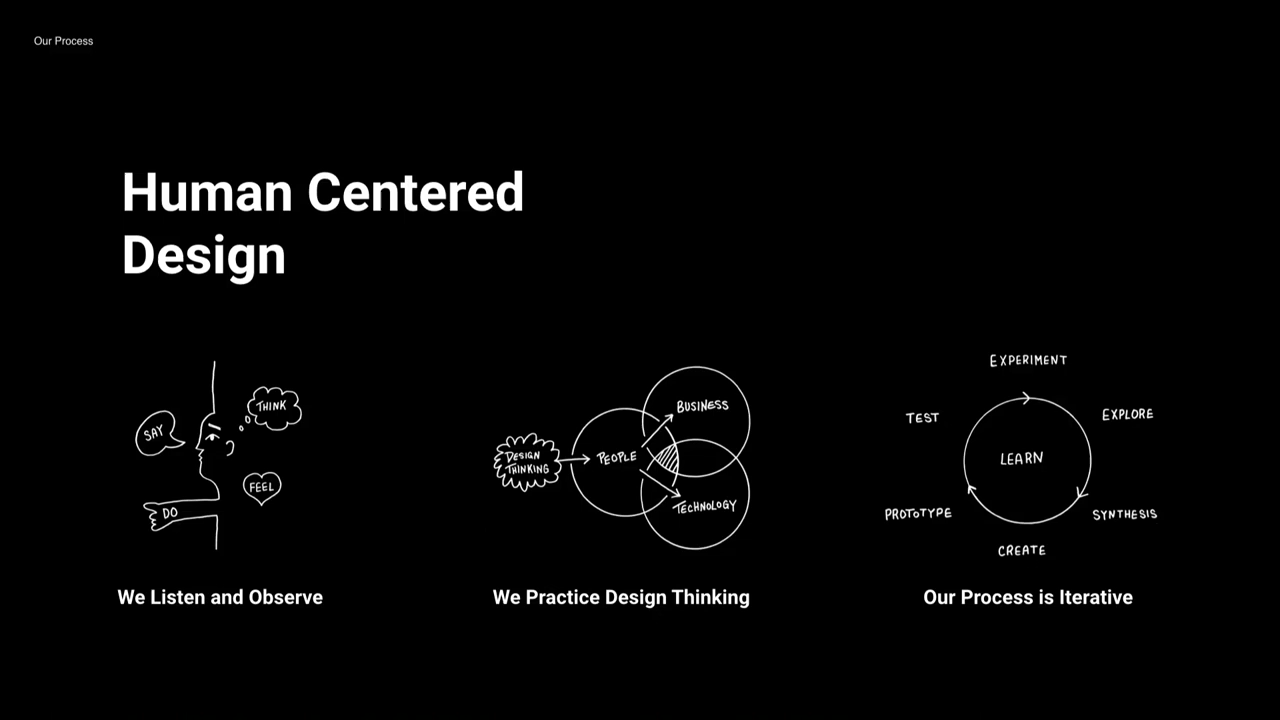 Our Process
Human Centered
Design
SAY
THINK
FEEL
DO
We Listen and Observe
DESIGN
THINKING
PEOPLE
BUSINESS
TECHNOLOGY
We Practice Design Thinking
EXPERIMENT
TEST
EXPLORE
LEARN
PROTOTYPE
SYNTHESIS
CREATE
Our Process is Iterative